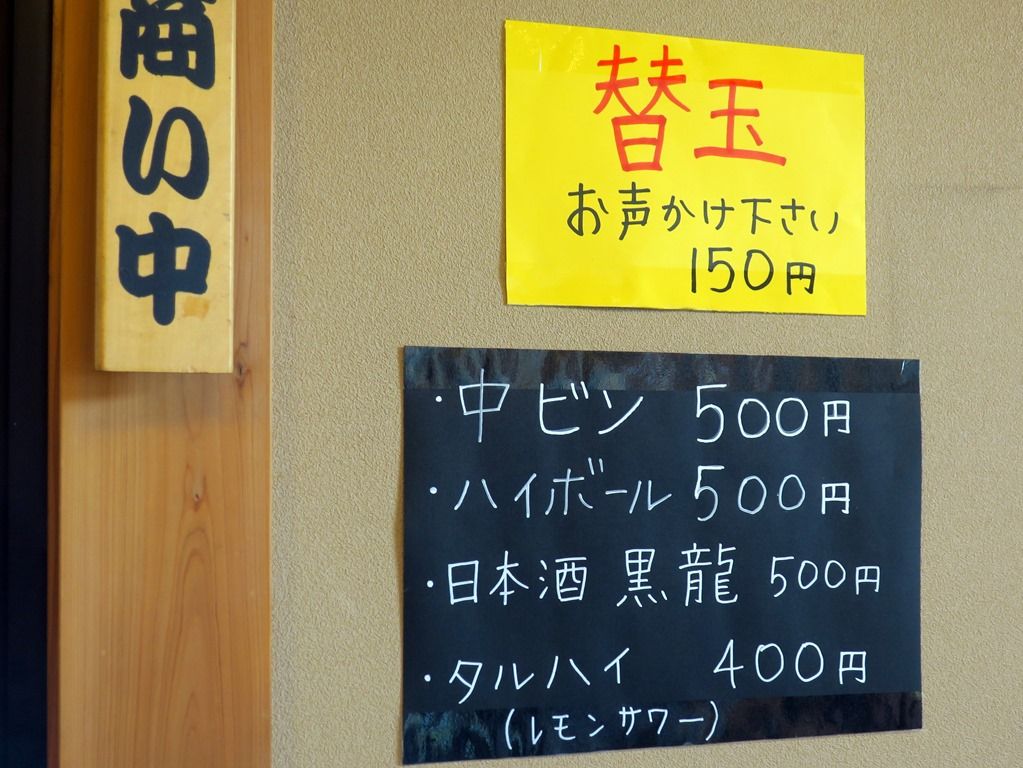 商い中
替玉
お声かけ下さい
150円
・中ビン 500円
・ハイボール 500円
・日本酒 黒龍 500円
・タルハイ 400円
(レモンサワー)